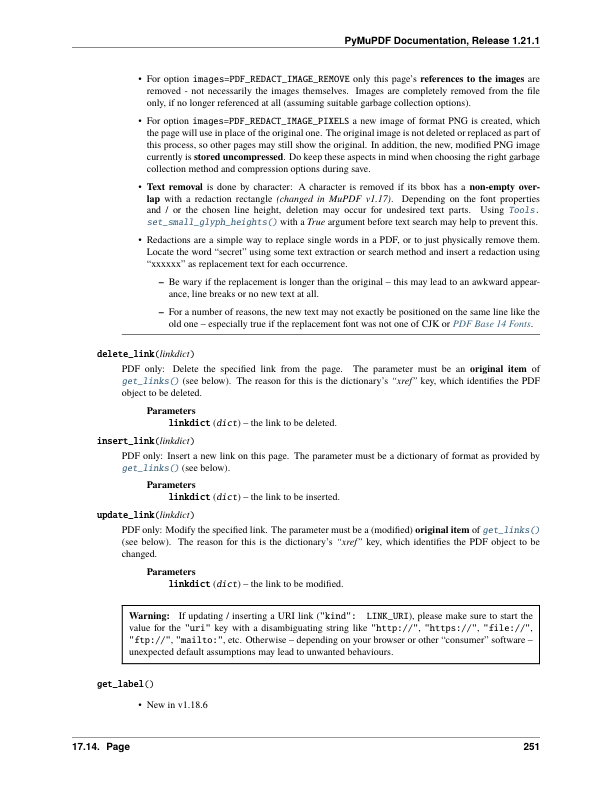 PyMuPDF Documentation, Release 1.21.1
• For option images=PDF_REDACT_IMAGE_REMOVE only this page's references to the images are
removed - not necessarily the images themselves. Images are completely removed from the file
only, if no longer referenced at all (assuming suitable garbage collection options).
• For option images=PDF_REDACT_IMAGE_PIXELS a new image of format PNG is created, which
the page will use in place of the original one. The original image is not deleted or replaced as part of
this process, so other pages may still show the original. In addition, the new, modified PNG image
currently is stored uncompressed. Do keep these aspects in mind when choosing the right garbage
collection method and compression options during save.
• Text removal is done by character: A character is removed if its bbox has a non-empty over-
lap with a redaction rectangle (changed in MuPDF v1.17). Depending on the font properties
and / or the chosen line height, deletion may occur for undesired text parts. Using Tools.
set_small_glyph_heights() with a True argument before text search may help to prevent this.
• Redactions are a simple way to replace single words in a PDF, or to just physically remove them.
Locate the word “secret” using some text extraction or search method and insert a redaction using
“xxxxxx” as replacement text for each occurrence.
– Be wary if the replacement is longer than the original – this may lead to an awkward appear-
ance, line breaks or no new text at all.
– For a number of reasons, the new text may not exactly be positioned on the same line like the
old one – especially true if the replacement font was not one of CJK or PDF Base 14 Fonts.
delete_link(linkdict)
PDF only: Delete the specified link from the page. The parameter must be an original item of
get_links() (see below). The reason for this is the dictionary's “xref” key, which identifies the PDF
object to be deleted.
Parameters
linkdict (dict) – the link to be deleted.
insert_link(linkdict)
PDF only: Insert a new link on this page. The parameter must be a dictionary of format as provided by
get_links() (see below).
Parameters
linkdict (dict) – the link to be inserted.
update_link(linkdict)
PDF only: Modify the specified link. The parameter must be a (modified) original item of get_links()
(see below). The reason for this is the dictionary's “xref” key, which identifies the PDF object to be
changed.
Parameters
linkdict (dict) – the link to be modified.
Warning: If updating / inserting a URI link ("kind": LINK_URI), please make sure to start the
value for the "uri" key with a disambiguating string like "http://", "https://", "file://",
"ftp://", "mailto:", etc. Otherwise – depending on your browser or other “consumer” software –
unexpected default assumptions may lead to unwanted behaviours.
get_label()
• New in v1.18.6
17.14. Page 251